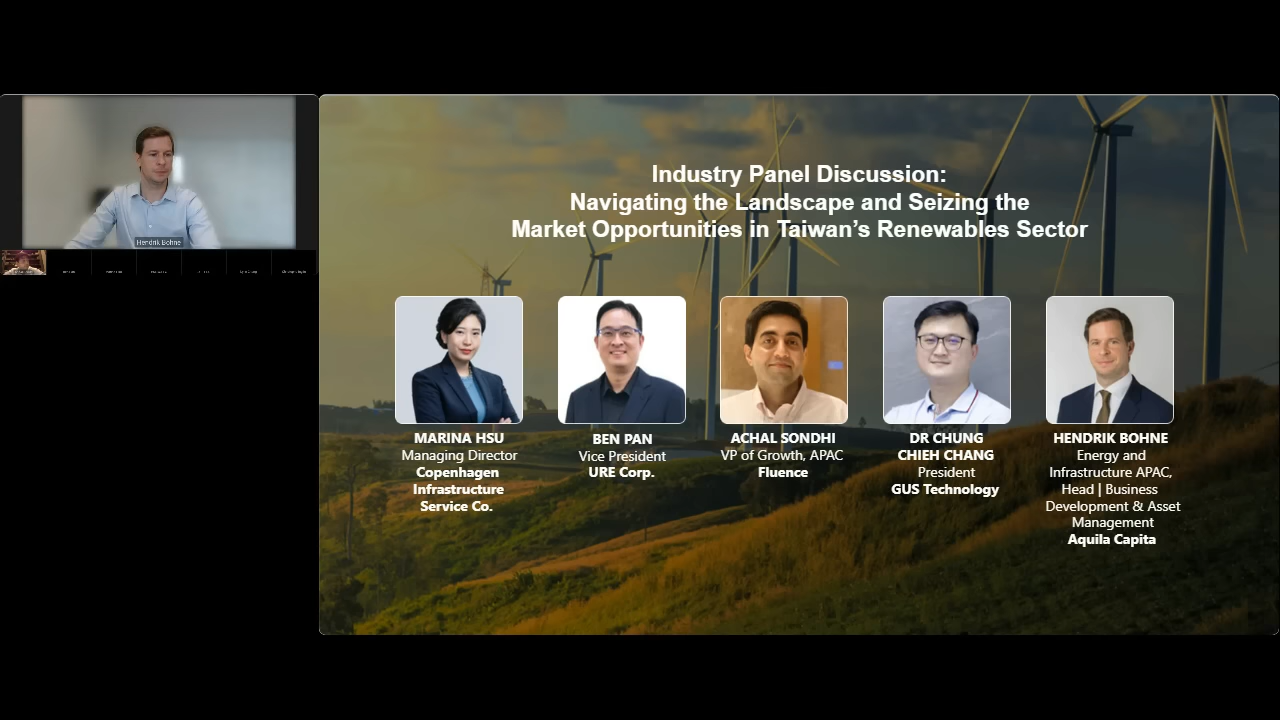 Hendrik Bohne
Industry Panel Discussion:
Navigating the Landscape and Seizing the
Market Opportunities in Taiwan's Renewables Sector
MARINA HSU
Managing Director
Copenhagen
Infrastructure
Service Co.
BEN PAN
Vice President
URE Corp.
ACHAL SONDHI
VP of Growth, APAC
Fluence
DR CHUNG
CHIEH CHANG
President
GUS Technology
HENDRIK BOHNE
Energy and
Infrastructure APAC,
Head | Business
Development & Asset
Management
Aquila Capita